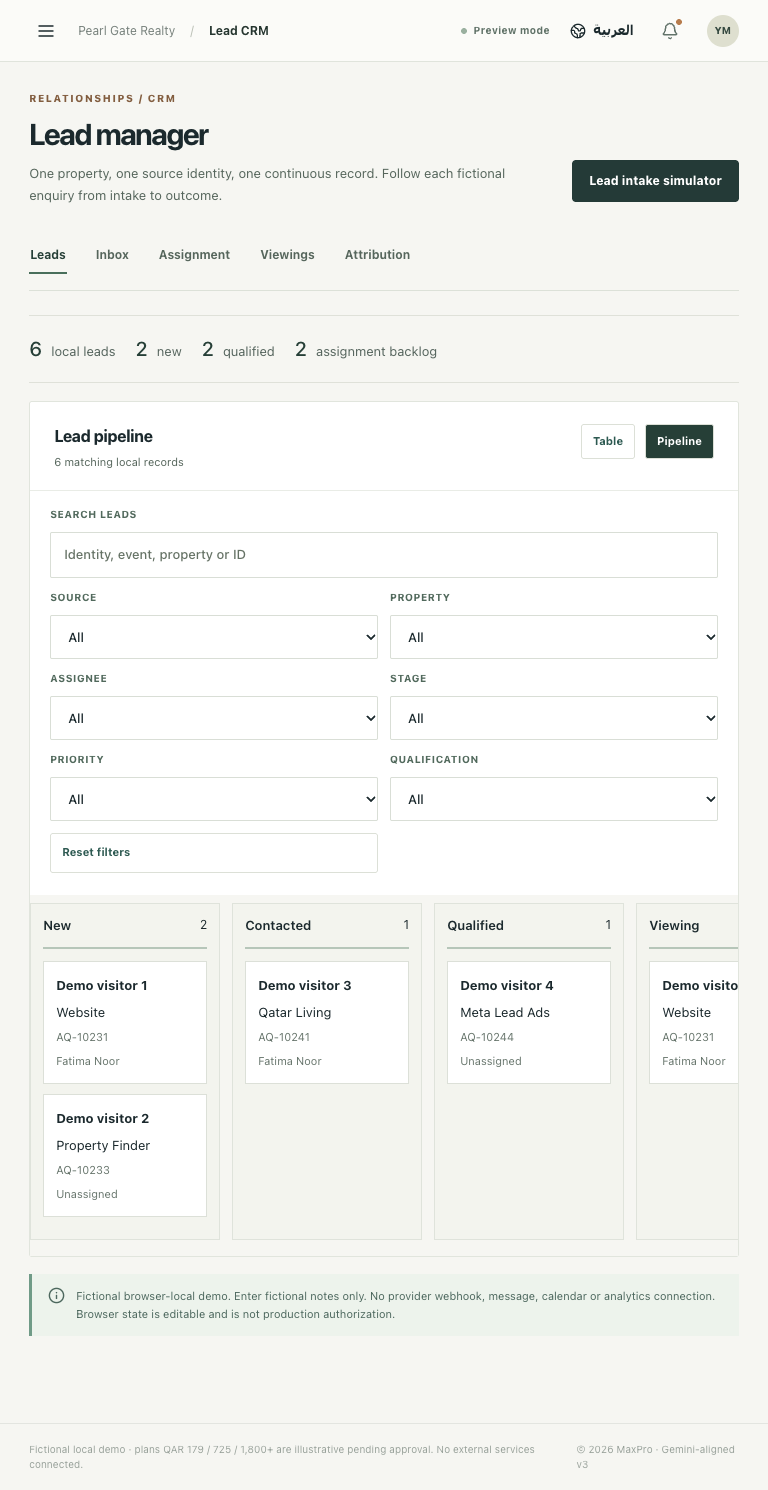 Pearl Gate Realty / Lead CRM
Preview mode
العربية
YM
RELATIONSHIPS / CRM
Lead manager
One property, one source identity, one continuous record. Follow each fictional
enquiry from intake to outcome.
Lead intake simulator
Leads Inbox Assignment Viewings Attribution
6 local leads 2 new 2 qualified 2 assignment backlog
Lead pipeline
6 matching local records
Table Pipeline
SEARCH LEADS
Identity, event, property or ID
SOURCE PROPERTY
All All
ASSIGNEE STAGE
All All
PRIORITY QUALIFICATION
All All
Reset filters
New 2
Demo visitor 1
Website
AQ-10231
Fatima Noor
Demo visitor 2
Property Finder
AQ-10233
Unassigned
Contacted 1
Demo visitor 3
Qatar Living
AQ-10241
Fatima Noor
Qualified 1
Demo visitor 4
Meta Lead Ads
AQ-10244
Unassigned
Viewing
Demo visito
Website
AQ-10231
Fatima Noor
Fictional browser-local demo. Enter fictional notes only. No provider webhook, message, calendar or analytics connection.
Browser state is editable and is not production authorization.
Fictional local demo · plans QAR 179 / 725 / 1,800+ are illustrative pending approval. No external services
connected.
© 2026 MaxPro · Gemini-aligned
v3